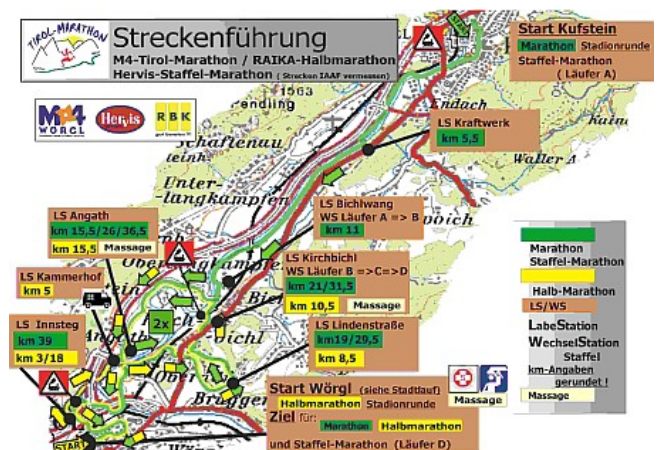 TIROL-MARATHON
Streckenführung
M4-Tirol-Marathon / RAIKA-Halbmarathon
Hervis-Staffel-Marathon ( Strecken IAAF vermessen)
START
Start Kufstein
Marathon Stadionrunde
Staffel-Marathon
( Läufer A)
M4
WÖRGL
Hervis
RBK
1563
endling
Endach
Schaftenau
LS Kraftwerk
km 5,5
Waller A
Unter-
langkampfen
LS Angath
km 15,5/26/36,5
km 15,5 Massage
LS Bichlwang
WS Läufer A => B
km 11
LS Kirchbichl
WS Läufer B =>C=>D
km 21/31,5
km 10,5 Massage
LS Kammerhof
km 5
2x
LS Innsteg
km 39
km 3/18
LS Lindenstraße
km19/29,5
km 8,5
Marathon
Staffel-Marathon
Halb-Marathon
LS/WS
LabeStation
WechselStation
Staffel
km-Angaben
gerundet !
Massage
Start Wörgl (siehe Stadtlauf)
Halbmarathon Stadionrunde
Ziel für:
Marathon Halbmarathon
und Staffel-Marathon (Läufer D)
Massage
Brugger
START